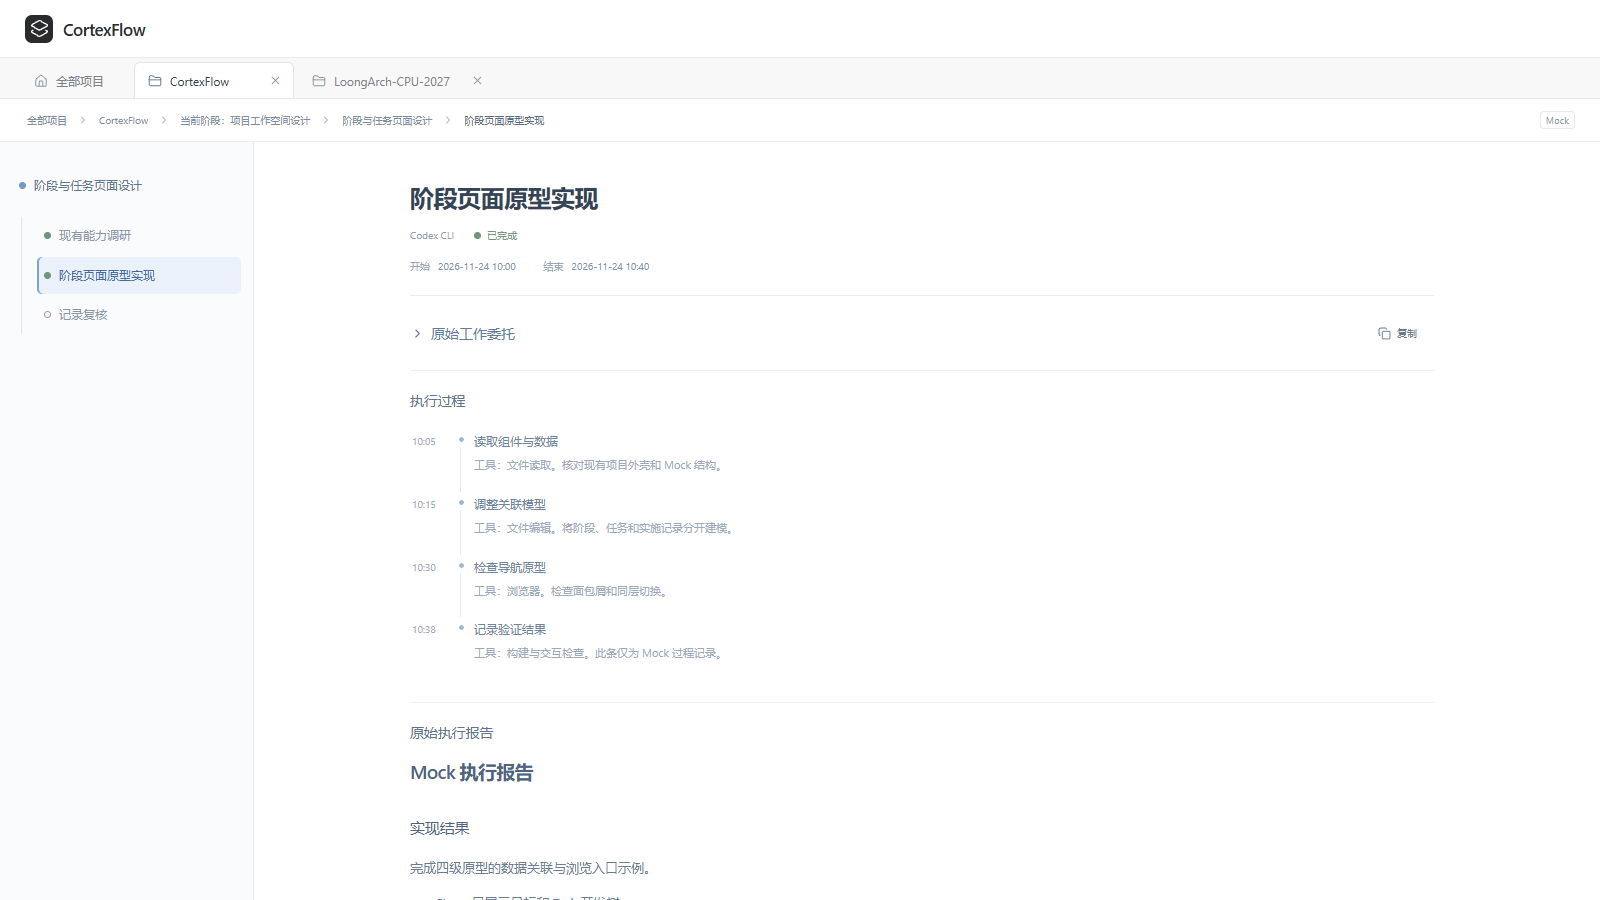 CortexFlow
全部项目 CortexFlow LoongArch-CPU-2027
全部项目 CortexFlow 当前阶段：项目工作空间设计 阶段与任务页面设计 阶段页面原型实现 Mock
阶段与任务页面设计
现有能力调研
阶段页面原型实现
记录复核
阶段页面原型实现
Codex CLI 已完成
开始 2026-11-24 10:00 结束 2026-11-24 10:40
原始工作委托 复制
执行过程
10:05 读取组件与数据
工具：文件读取。核对现有项目外壳和 Mock 结构。
10:15 调整关联模型
工具：文件编辑。将阶段、任务和实施记录分开建模。
10:30 检查导航原型
工具：浏览器。检查面包屑和同层切换。
10:38 记录验证结果
工具：构建与交互检查。此条仅为 Mock 过程记录。
原始执行报告
Mock 执行报告
实现结果
完成四级原型的数据关联与浏览入口示例。